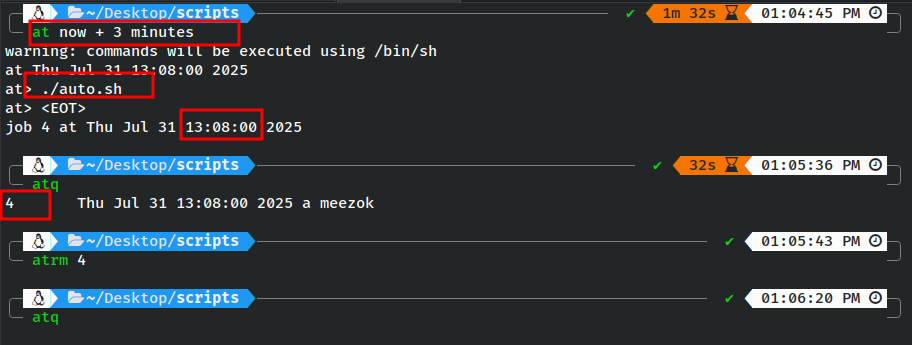 ~/Desktop/scripts ✔ 1m 32s 01:04:45 PM
at now + 3 minutes
warning: commands will be executed using /bin/sh
at Thu Jul 31 13:08:00 2025
at> ./auto.sh
at> <EOT>
job 4 at Thu Jul 31 13:08:00 2025
~/Desktop/scripts ✔ 32s 01:05:36 PM
atq
4 Thu Jul 31 13:08:00 2025 a meezok
~/Desktop/scripts ✔ 01:05:43 PM
atrm 4
~/Desktop/scripts ✔ 01:06:20 PM
atq